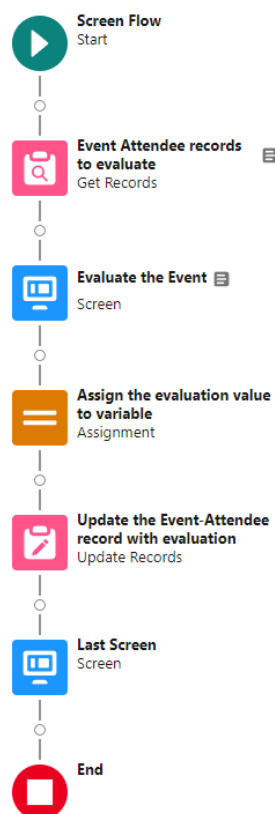 Screen Flow
Start
Event Attendee records
to evaluate
Get Records
Evaluate the Event
Screen
Assign the evaluation value
to variable
Assignment
Update the Event-Attendee
record with evaluation
Update Records
Last Screen
Screen
End